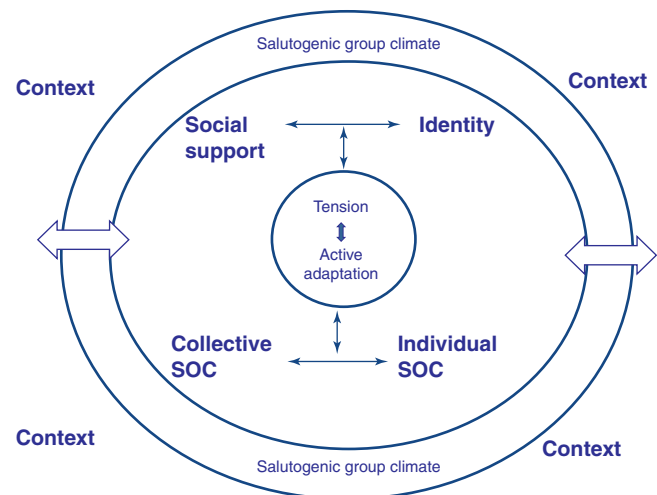 Salutogenic group climate
Context
Context
Social
support
Identity
Tension
Active
adaptation
Collective
SOC
Individual
SOC
Context
Context
Salutogenic group climate